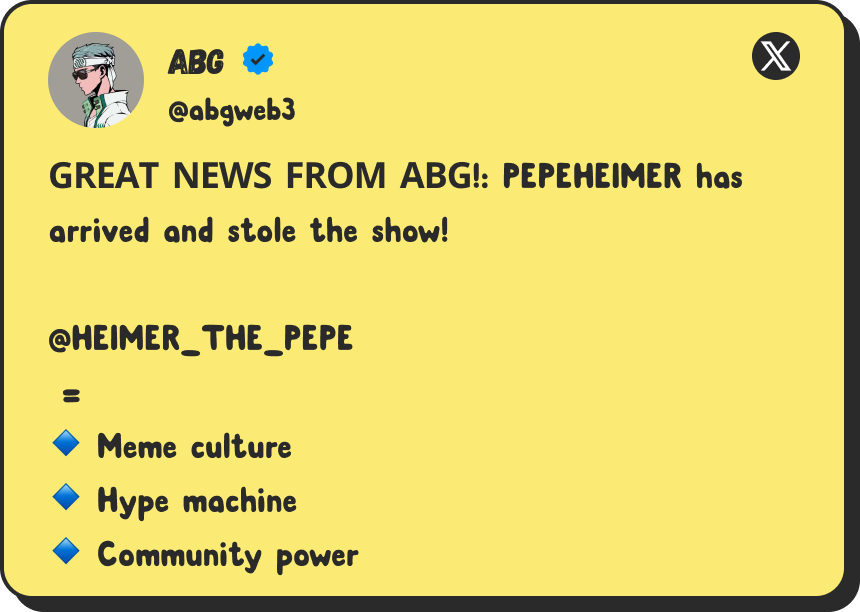 ABG
@abgweb3
GREAT NEWS FROM ABG!: PEPEHEIMER has
arrived and stole the show!
@HEIMER_THE_PEPE
=
🔷 Meme culture
🔷 Hype machine
🔷 Community power